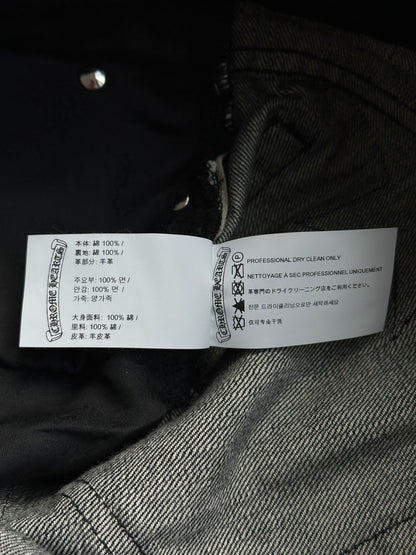 CHROME HEARTS
本体: 綿 100% /
裏地: 綿 100% /
革部分: 羊革
주요부: 100% 면 /
안감: 100% 면 /
가죽: 양가죽
大身面料: 100% 綿 /
里料: 100% 綿 /
皮革: 羊皮革
CHROME HEARTS
P
PROFESSIONAL DRY CLEAN ONLY
NETTOYAGE À SEC PROFESSIONNEL UNIQUEMENT
革専門のドライクリーニング店をご利用ください。
전문 드라이클리닝으로만 세탁하세요
仅可专业干洗